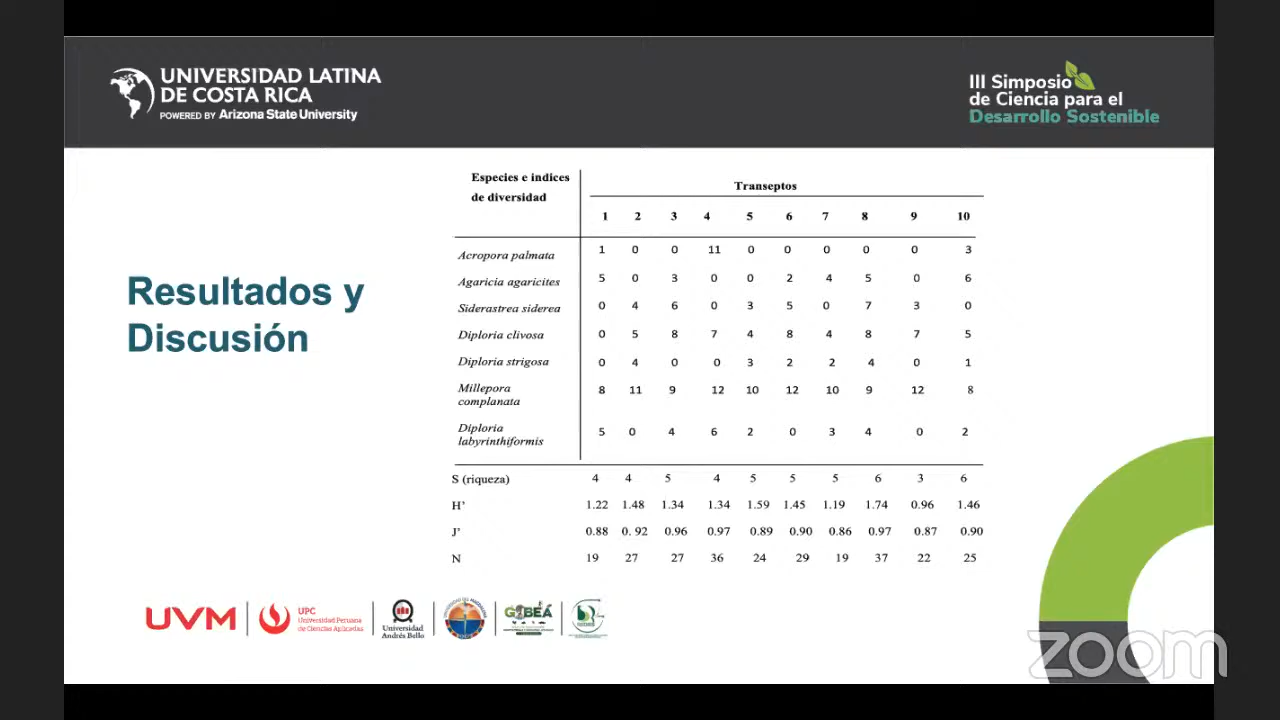 UNIVERSIDAD LATINA
DE COSTA RICA
POWERED BY Arizona State University
III Simposio
de Ciencia para el
Desarrollo Sostenible
Resultados y
Discusión
Especies e indices
de diversidad
Transeptos
1 2 3 4 5 6 7 8 9 10
Acropora palmata 1 0 0 11 0 0 0 0 0 3
Agaricia agaricites 5 0 3 0 0 2 4 5 0 6
Siderastrea siderea 0 4 6 0 3 5 0 7 3 0
Diploria clivosa 0 5 8 7 4 8 4 8 7 5
Diploria strigosa 0 4 0 0 3 2 2 4 0 1
Millepora
complanata 8 11 9 12 10 12 10 9 12 8
Diploria
labyrinthiformis 5 0 4 6 2 0 3 4 0 2
S (riqueza) 4 4 5 4 5 5 5 6 3 6
H’ 1.22 1.48 1.34 1.34 1.59 1.45 1.19 1.74 0.96 1.46
J’ 0.88 0. 92 0.96 0.97 0.89 0.90 0.86 0.97 0.87 0.90
N 19 27 27 36 24 29 19 37 22 25
UVM
UPC
Universidad Peruana
de Ciencias Aplicadas
Universidad
Andrés Bello
zoom